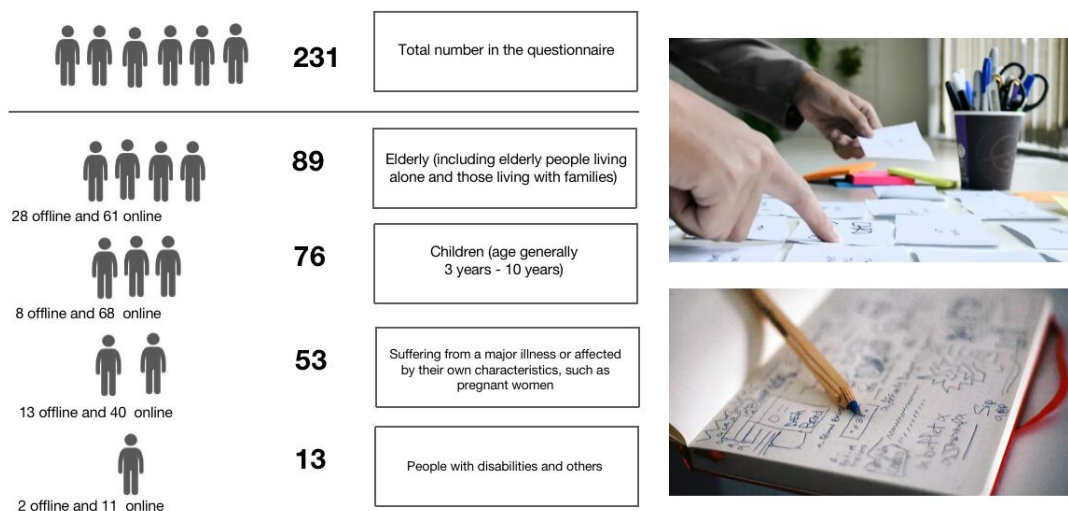 231
Total number in the questionnaire
89
Elderly (including elderly people living
alone and those living with families)
28 offline and 61 online
76
Children (age generally
3 years - 10 years)
8 offline and 68 online
53
Suffering from a major illness or affected
by their own characteristics, such as
pregnant women
13 offline and 40 online
13
People with disabilities and others
2 offline and 11 online